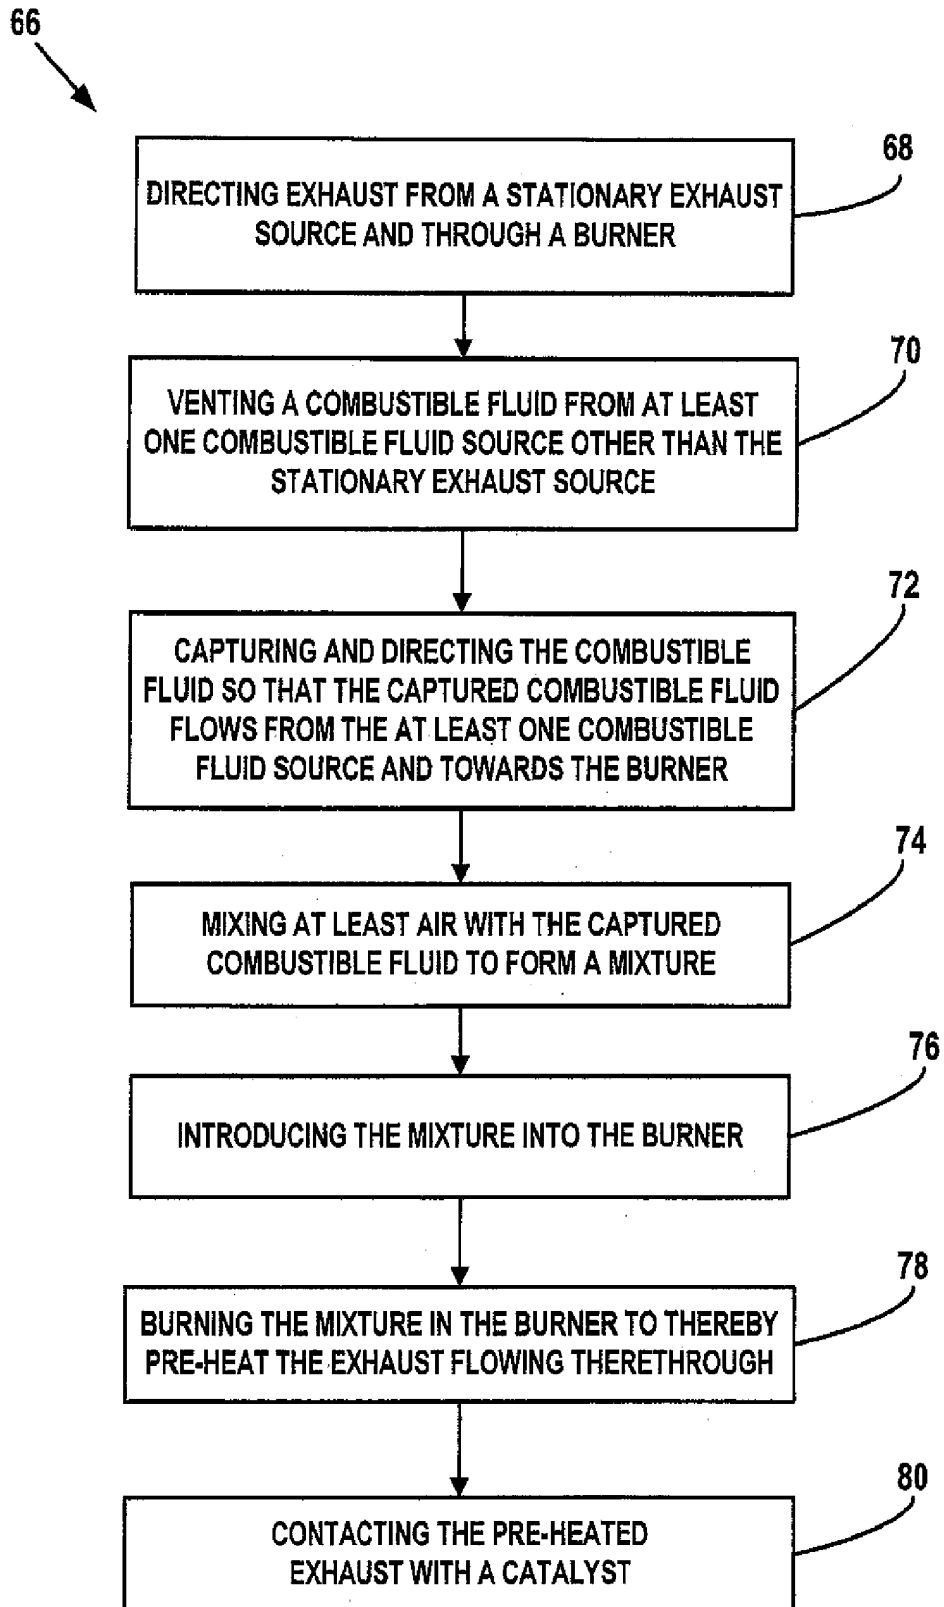 66
68
DIRECTING EXHAUST FROM A STATIONARY EXHAUST
SOURCE AND THROUGH A BURNER
70
VENTING A COMBUSTIBLE FLUID FROM AT LEAST
ONE COMBUSTIBLE FLUID SOURCE OTHER THAN THE
STATIONARY EXHAUST SOURCE
72
CAPTURING AND DIRECTING THE COMBUSTIBLE
FLUID SO THAT THE CAPTURED COMBUSTIBLE FLUID
FLOWS FROM THE AT LEAST ONE COMBUSTIBLE
FLUID SOURCE AND TOWARDS THE BURNER
74
MIXING AT LEAST AIR WITH THE CAPTURED
COMBUSTIBLE FLUID TO FORM A MIXTURE
76
INTRODUCING THE MIXTURE INTO THE BURNER
78
BURNING THE MIXTURE IN THE BURNER TO THEREBY
PRE-HEAT THE EXHAUST FLOWING THERETHROUGH
80
CONTACTING THE PRE-HEATED
EXHAUST WITH A CATALYST